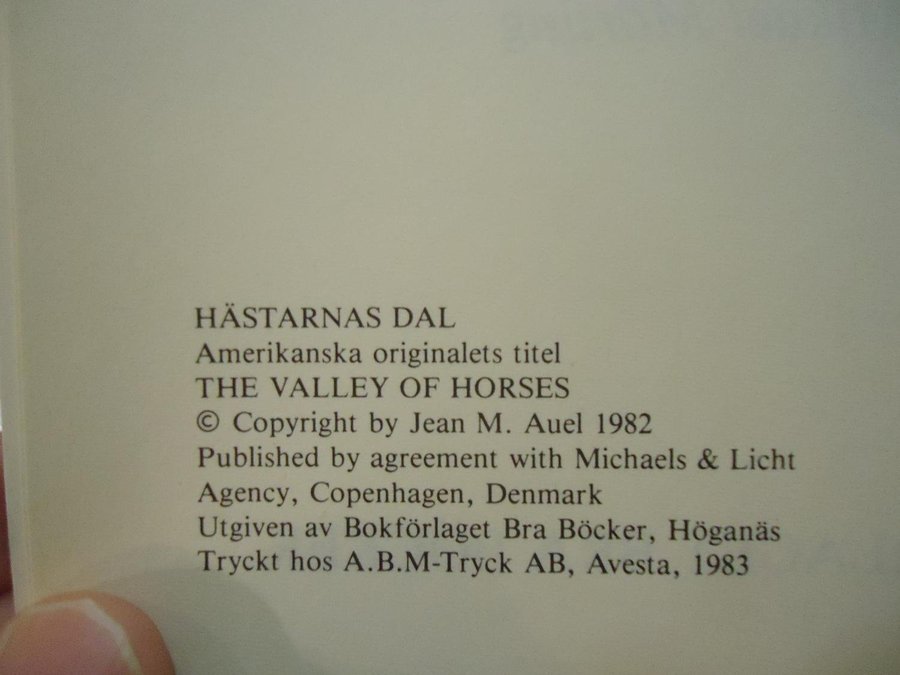 HÄSTARNAS DAL
Amerikanska originalets titel
THE VALLEY OF HORSES
© Copyright by Jean M. Auel 1982
Published by agreement with Michaels & Licht
Agency, Copenhagen, Denmark
Utgiven av Bokförlaget Bra Böcker, Höganäs
Tryckt hos A.B.M-Tryck AB, Avesta, 1983